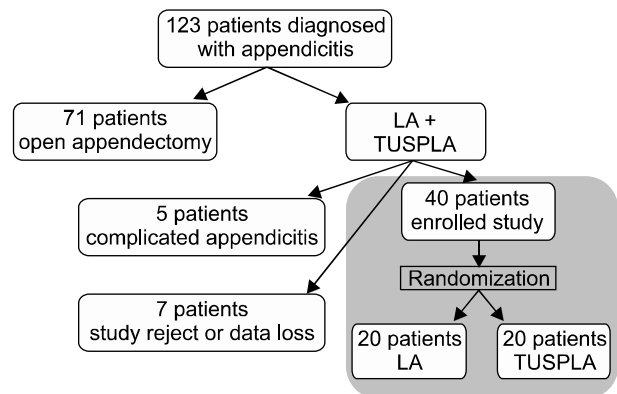 123 patients diagnosed
with appendicitis
71 patients
open appendectomy
LA +
TUSPLA
5 patients
complicated appendicitis
40 patients
enrolled study
Randomization
7 patients
study reject or data loss
20 patients
LA
20 patients
TUSPLA